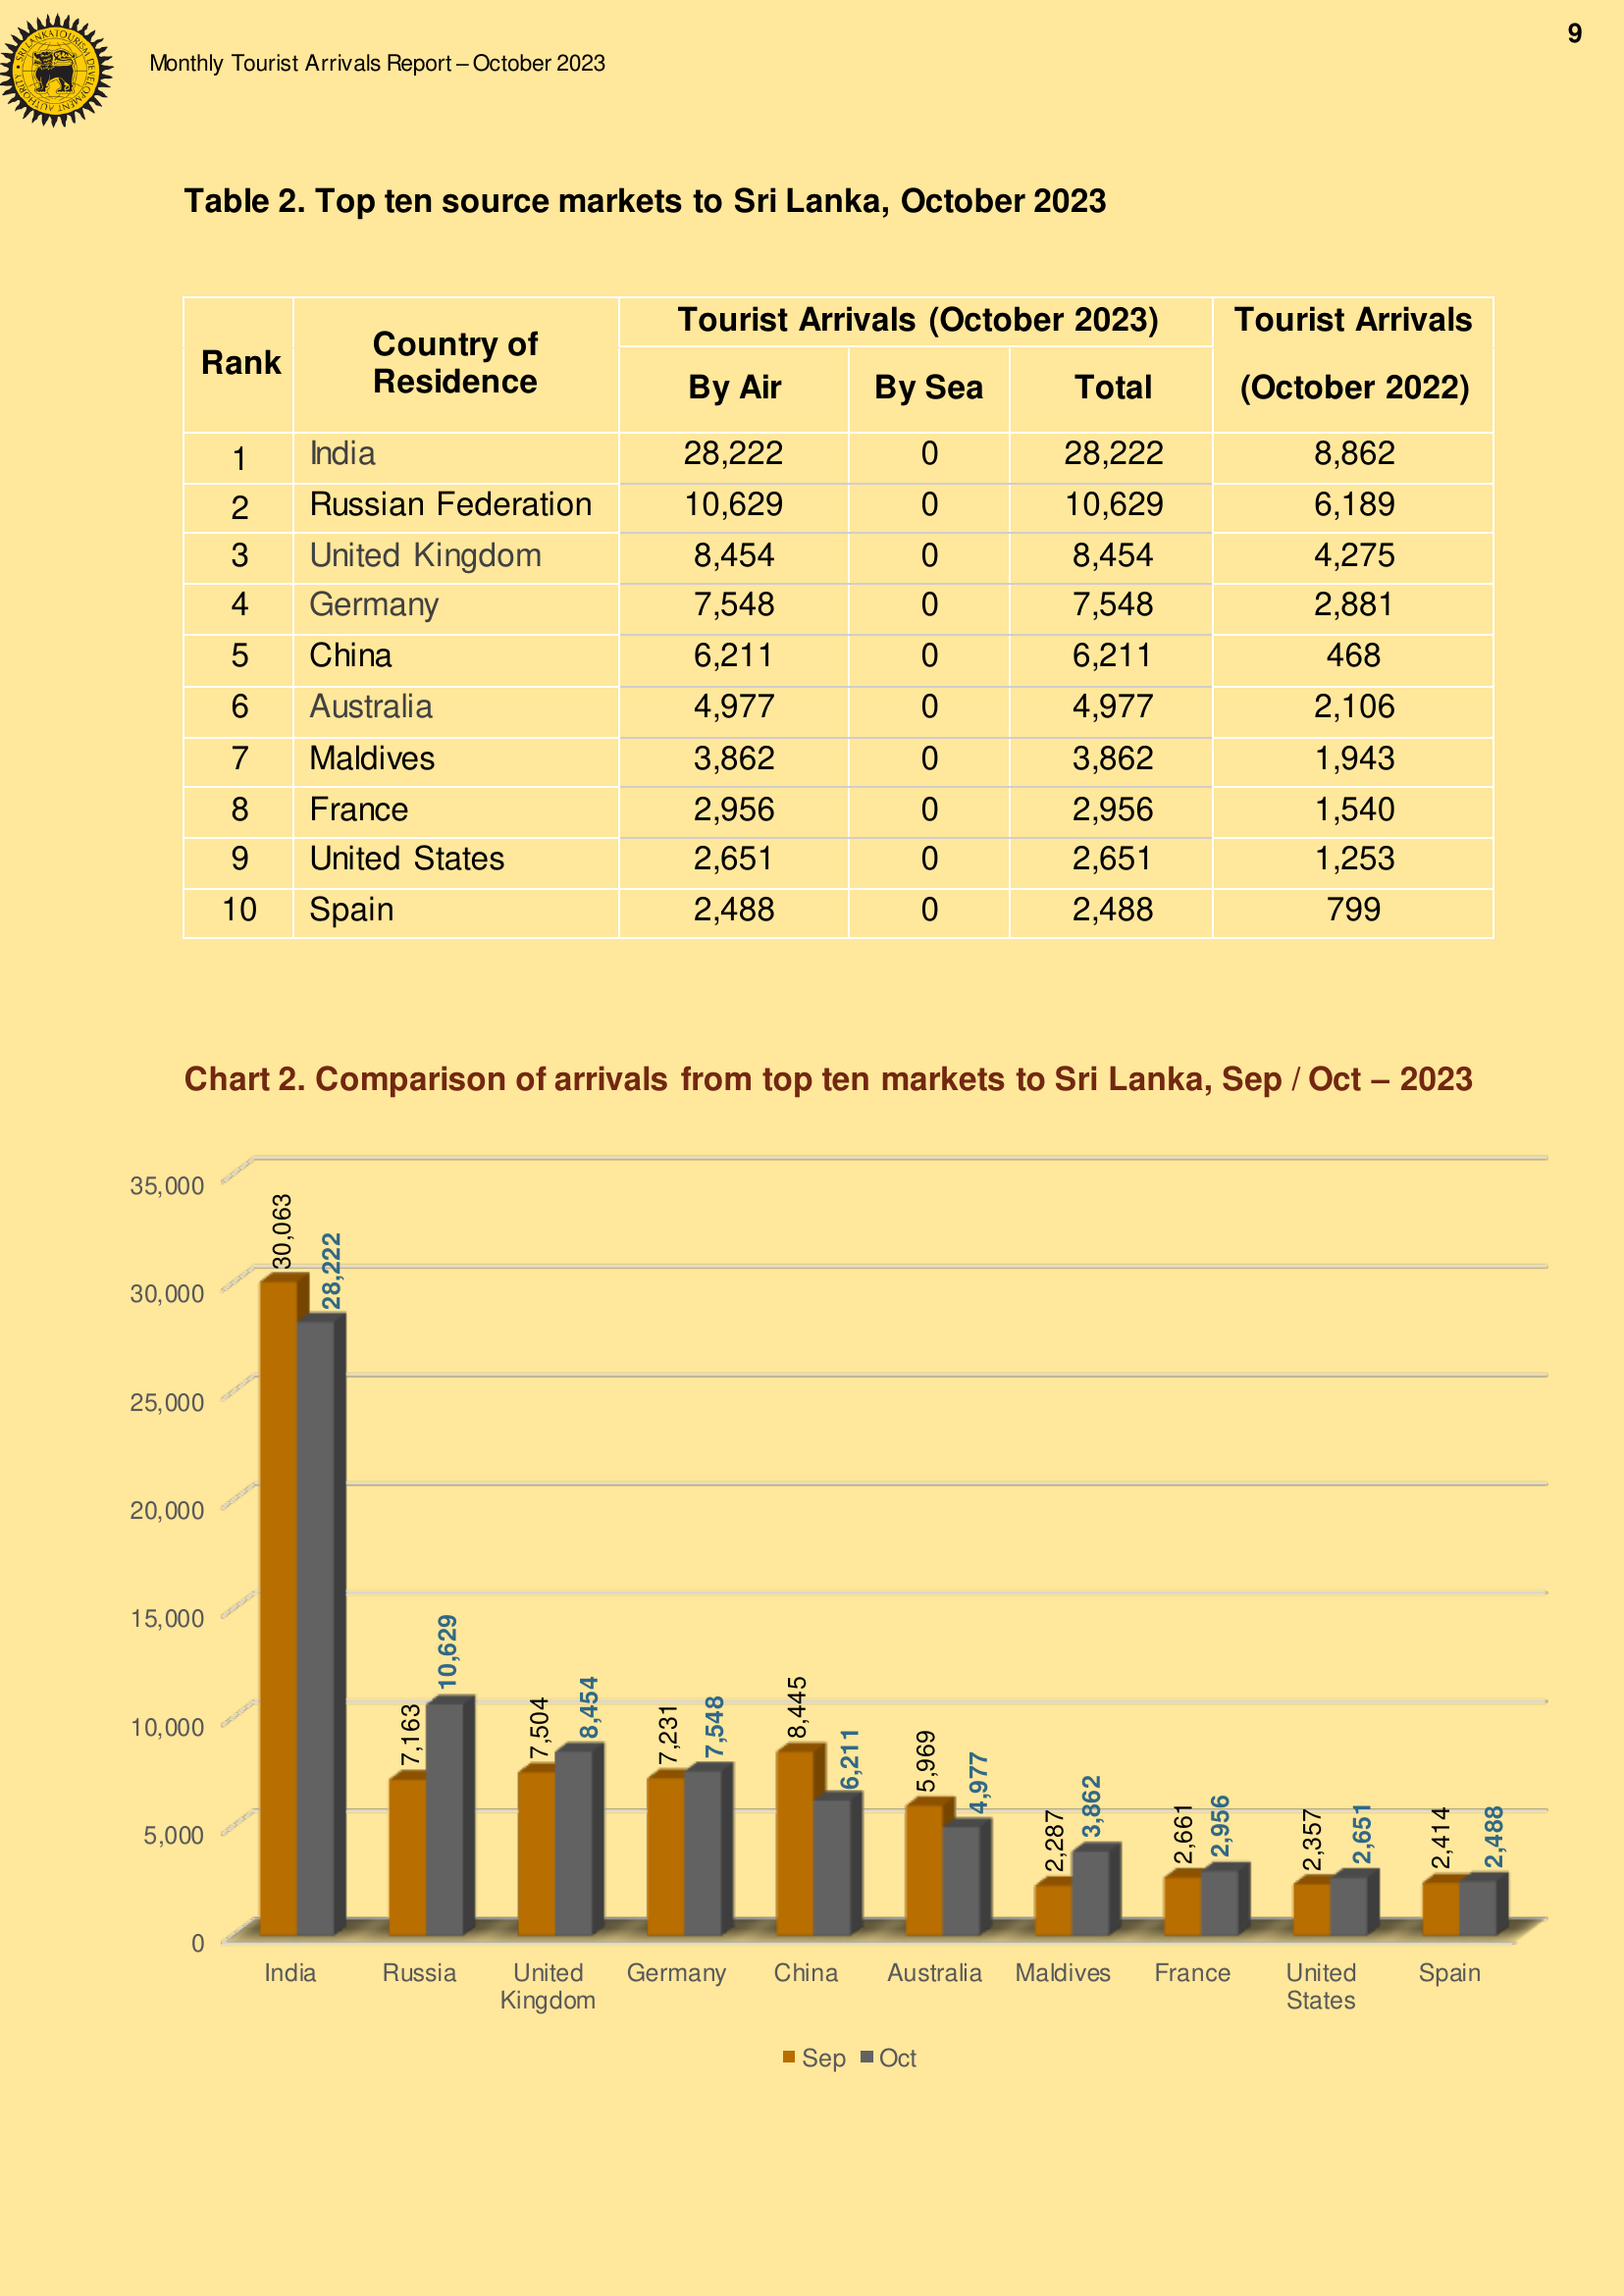 SRI LANKA TOURISM DEVELOPMENT AUTHORITY
Monthly Tourist Arrivals Report – October 2023
9
Table 2. Top ten source markets to Sri Lanka, October 2023
Rank Country of Residence Tourist Arrivals (October 2023) Tourist Arrivals (October 2022)
By Air By Sea Total
1 India 28,222 0 28,222 8,862
2 Russian Federation 10,629 0 10,629 6,189
3 United Kingdom 8,454 0 8,454 4,275
4 Germany 7,548 0 7,548 2,881
5 China 6,211 0 6,211 468
6 Australia 4,977 0 4,977 2,106
7 Maldives 3,862 0 3,862 1,943
8 France 2,956 0 2,956 1,540
9 United States 2,651 0 2,651 1,253
10 Spain 2,488 0 2,488 799
Chart 2. Comparison of arrivals from top ten markets to Sri Lanka, Sep / Oct – 2023
35,000
30,000
25,000
20,000
15,000
10,000
5,000
0
30,063 28,222
7,163 10,629
7,504 8,454
7,231 7,548
8,445 6,211
5,969 4,977
2,287 3,862
2,661 2,956
2,357 2,651
2,414 2,488
India Russia United Kingdom Germany China Australia Maldives France United States Spain
Sep Oct